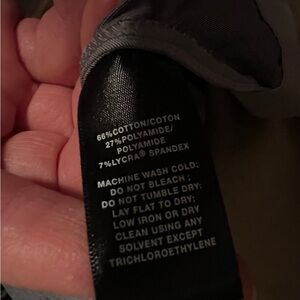 66%COTTON/COTON
27%POLYAMIDE/
POLYAMIDE
7%LYCRA® SPANDEX
MACHINE WASH COLD:
DO NOT BLEACH :
DO NOT TUMBLE DRY:
LAY FLAT TO DRY:
LOW IRON OR DRY
CLEAN USING ANY
SOLVENT EXCEPT
TRICHLOROETHYLENE